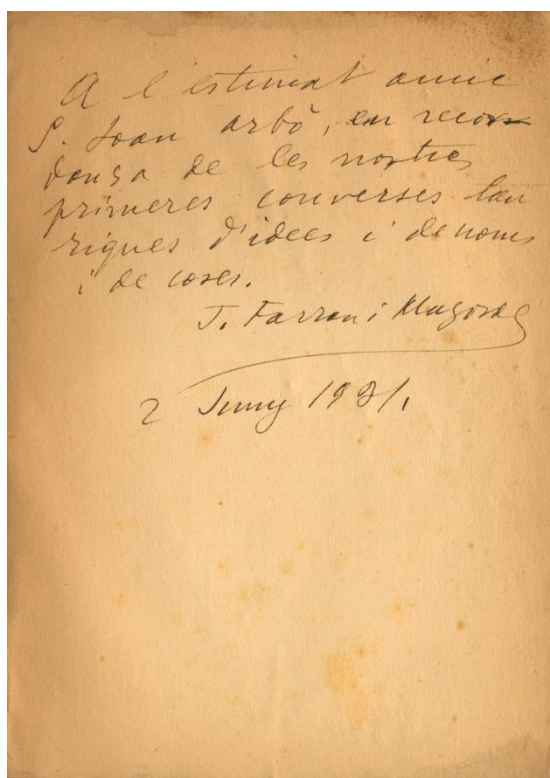 A l'estimat amic
S. Joan Arbó, en recor-
dansa de les nostres
primeres converses tan
riques d'idees i de noms
i de coses.
J. Farran i Mayoral
2 Juny 1931.